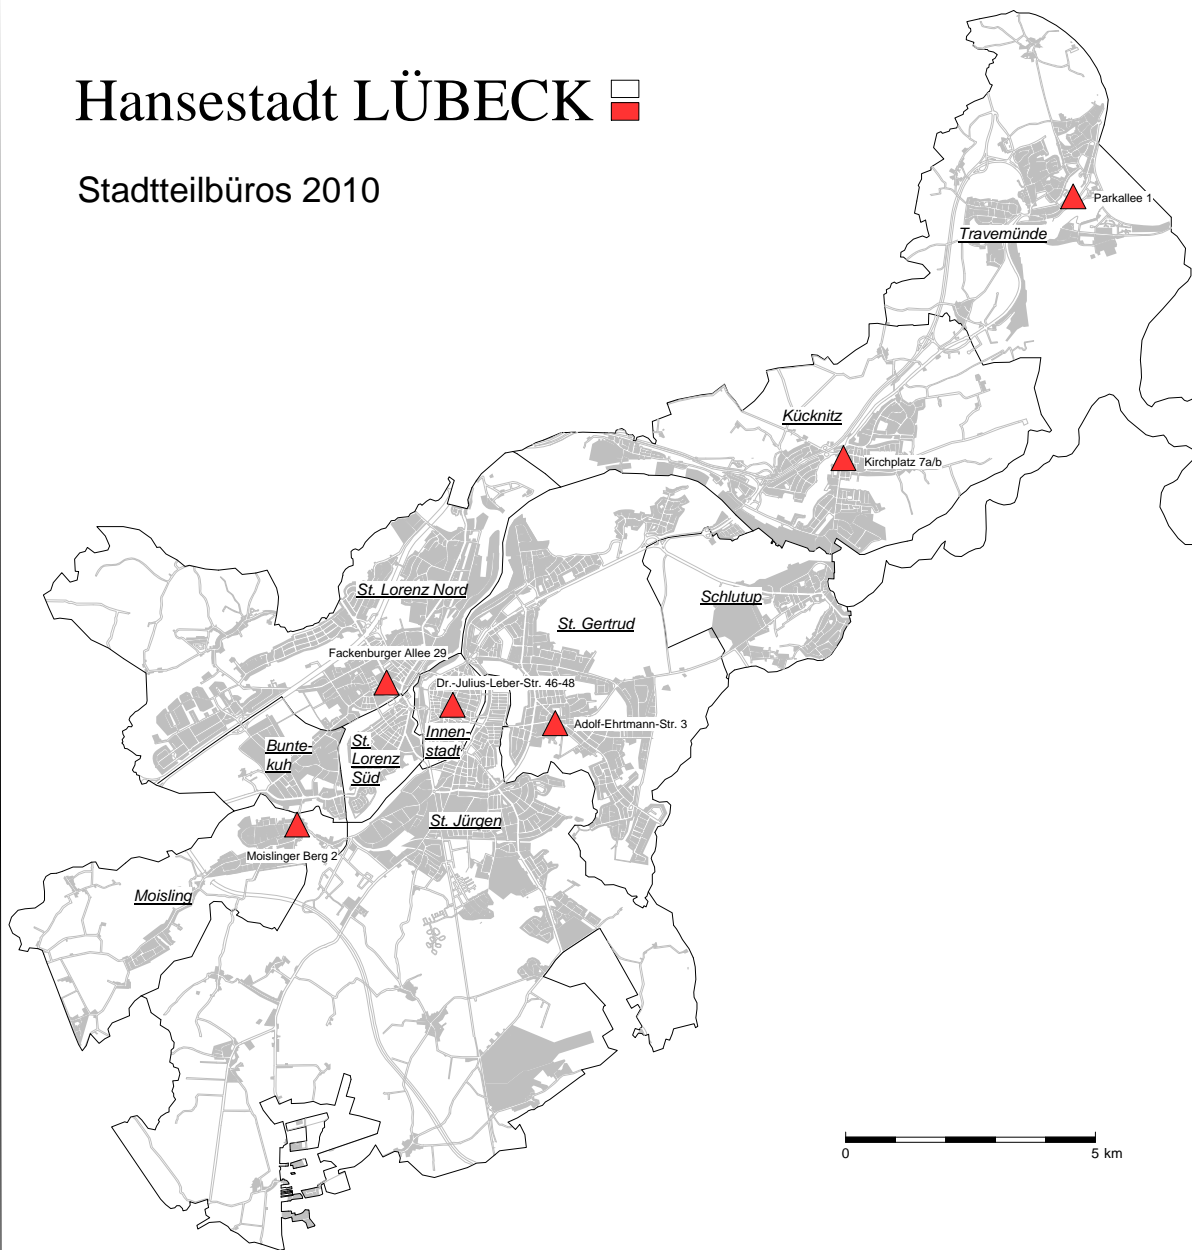 Hansestadt LÜBECK
Stadtteilbüros 2010
Parkallee 1
Travemünde
Kücknitz
Kirchplatz 7a/b
St. Lorenz Nord
Schlutup
St. Gertrud
Fackenburger Allee 29
Dr.-Julius-Leber-Str. 46-48
Adolf-Ehrtmann-Str. 3
Innen-
stadt
Bunte-
kuh
St.
Lorenz
Süd
St. Jürgen
Moislinger Berg 2
Moisling
0
5 km